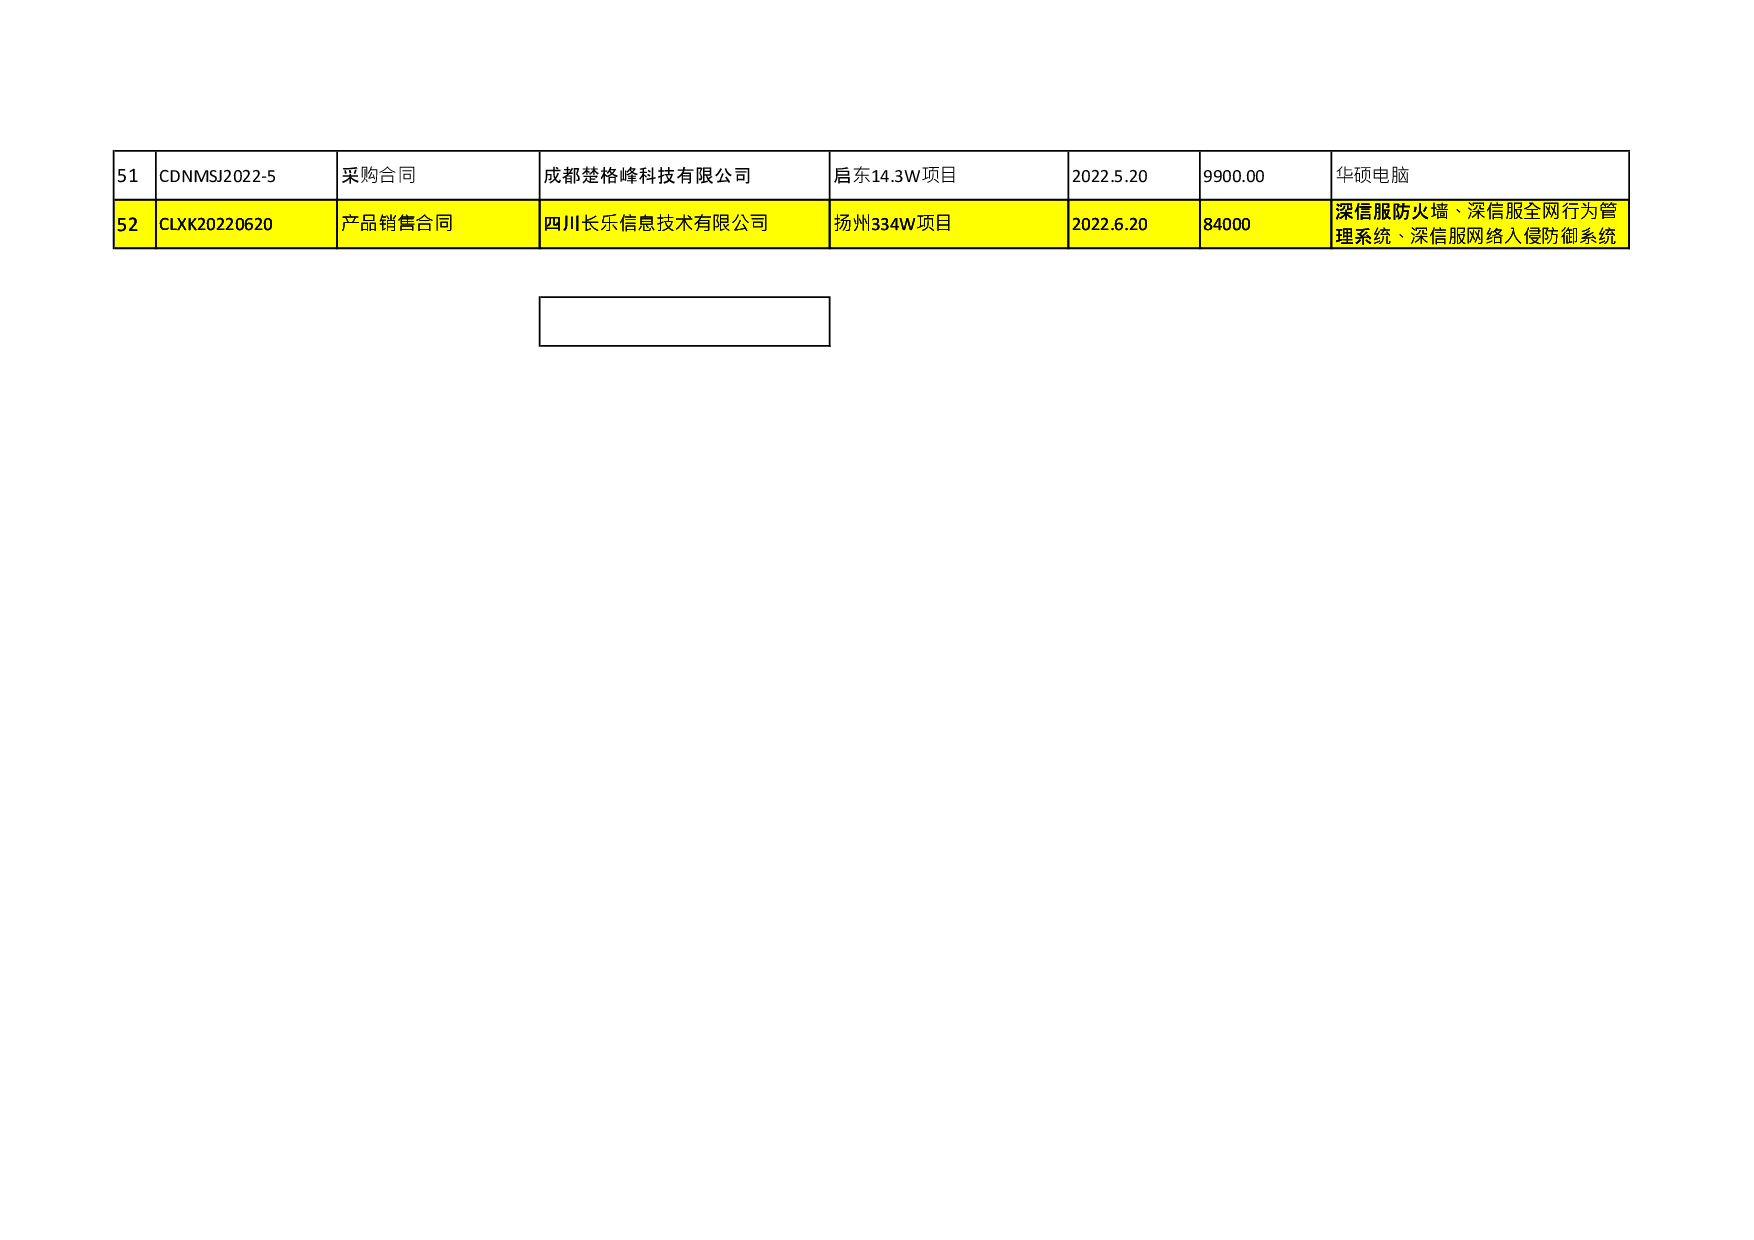 51 CDNMSJ2022-5 采购合同 成都楚格峰科技有限公司 启东14.3W项目 2022.5.20 9900.00 华硕电脑
52 CLXK20220620 产品销售合同 四川长乐信息技术有限公司 扬州334W项目 2022.6.20 84000 深信服防火墙、深信服全网行为管
理系统、深信服网络入侵防御系统